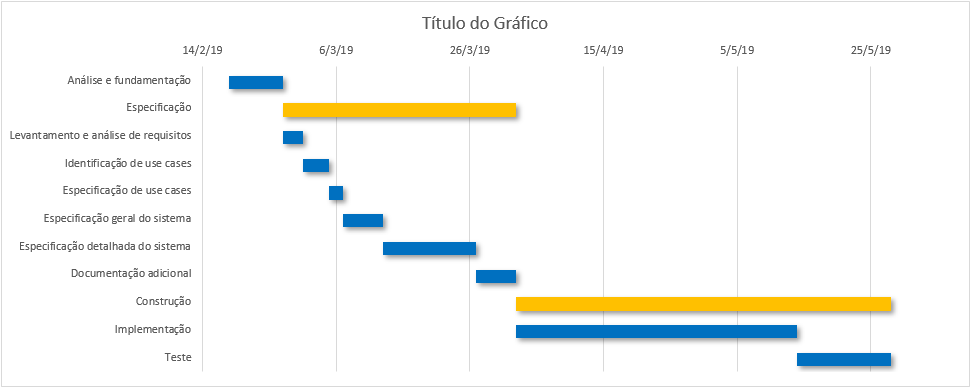 Título do Gráfico
14/2/19 6/3/19 26/3/19 15/4/19 5/5/19 25/5/19
Análise e fundamentação
Especificação
Levantamento e análise de requisitos
Identificação de use cases
Especificação de use cases
Especificação geral do sistema
Especificação detalhada do sistema
Documentação adicional
Construção
Implementação
Teste